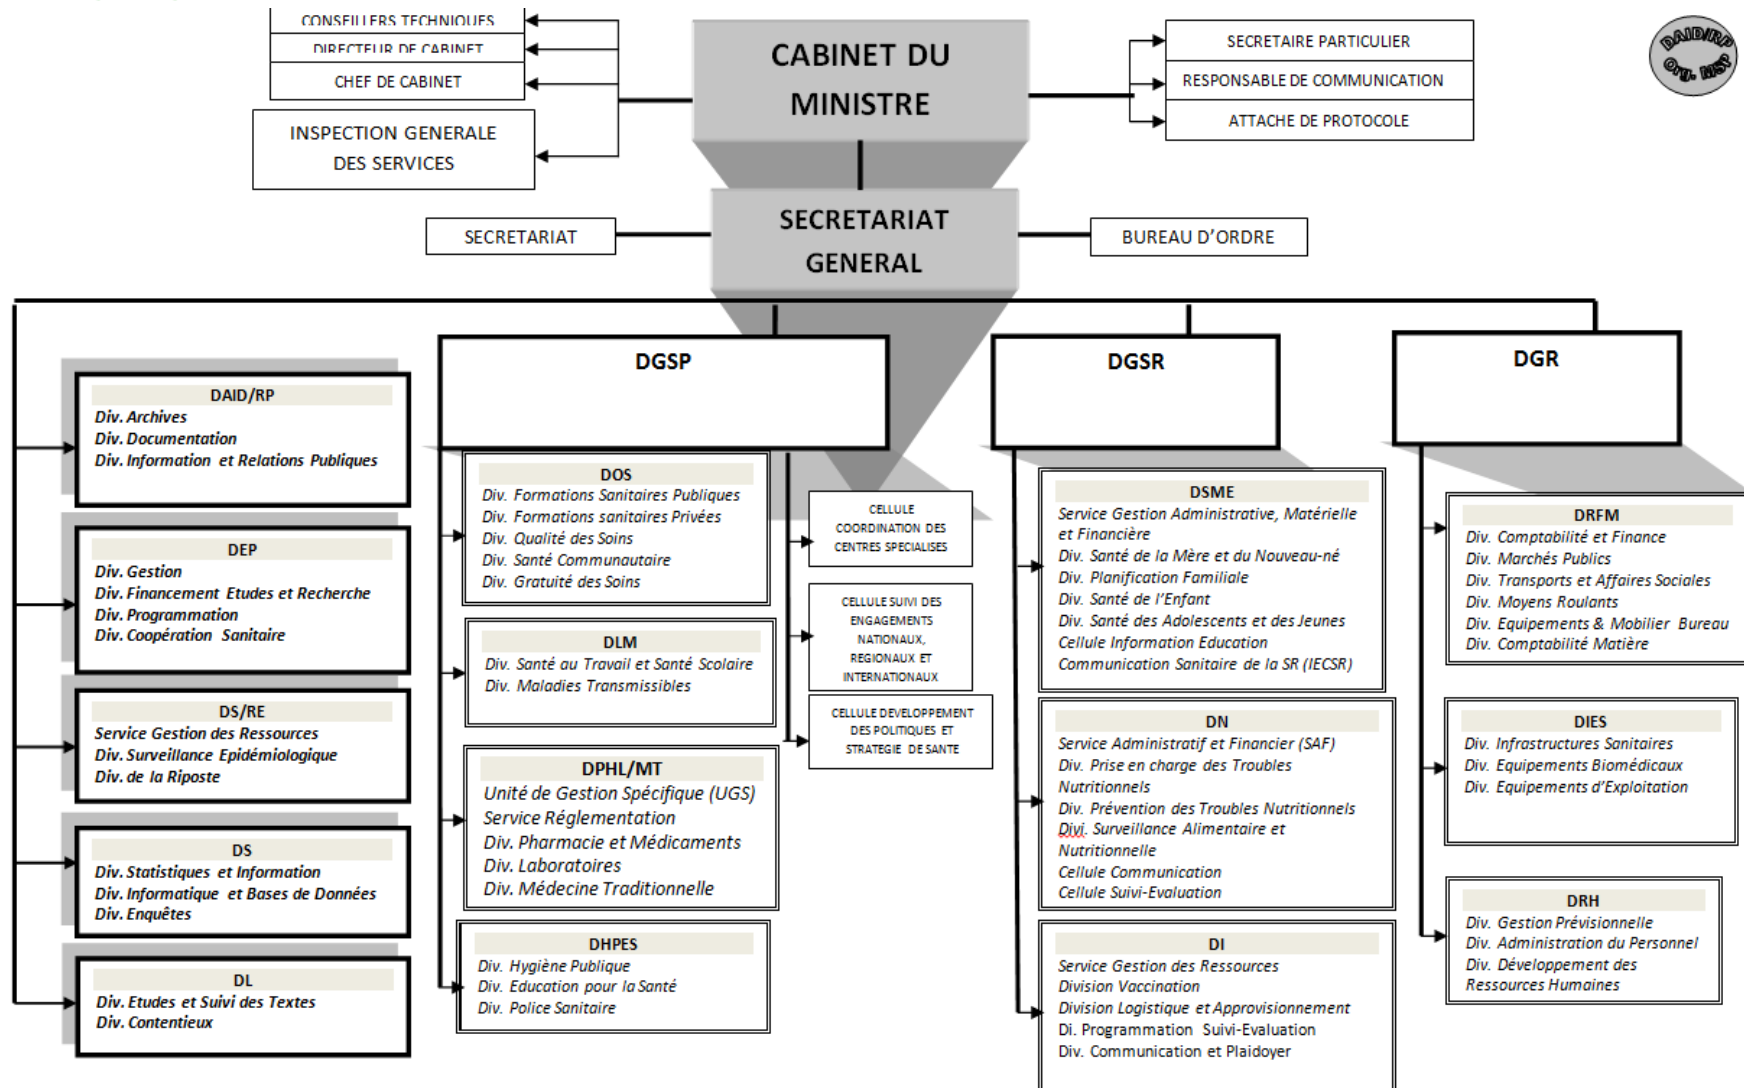 CONSEILLERS TECHNIQUES
DIRECTEUR DE CABINET
CHEF DE CABINET
INSPECTION GENERALE
DES SERVICES
CABINET DU
MINISTRE
SECRETAIRE PARTICULIER
RESPONSABLE DE COMMUNICATION
ATTACHE DE PROTOCOLE
DAID/RP
Org. MSP
SECRETARIAT
SECRETARIAT
GENERAL
BUREAU D'ORDRE
DAID/RP
Div. Archives
Div. Documentation
Div. Information et Relations Publiques
DEP
Div. Gestion
Div. Financement Etudes et Recherche
Div. Programmation
Div. Coopération Sanitaire
DS/RE
Service Gestion des Ressources
Div. Surveillance Epidémiologique
Div. de la Riposte
DS
Div. Statistiques et Information
Div. Informatique et Bases de Données
Div. Enquêtes
DL
Div. Etudes et Suivi des Textes
Div. Contentieux
DGSP
DOS
Div. Formations Sanitaires Publiques
Div. Formations sanitaires Privées
Div. Qualité des Soins
Div. Santé Communautaire
Div. Gratuité des Soins
DLM
Div. Santé au Travail et Santé Scolaire
Div. Maladies Transmissibles
DPHL/MT
Unité de Gestion Spécifique (UGS)
Service Réglementation
Div. Pharmacie et Médicaments
Div. Laboratoires
Div. Médecine Traditionnelle
DHPES
Div. Hygiène Publique
Div. Education pour la Santé
Div. Police Sanitaire
CELLULE
COORDINATION DES
CENTRES SPECIALISES
CELLULE SUIVI DES
ENGAGEMENTS
NATIONAUX,
REGIONAUX ET
INTERNATIONAUX
CELLULE DEVELOPPEMENT
DES POLITIQUES ET
STRATEGIE DE SANTE
DGSR
DSME
Service Gestion Administrative, Matérielle
et Financière
Div. Santé de la Mère et du Nouveau-né
Div. Planification Familiale
Div. Santé de l'Enfant
Div. Santé des Adolescents et des Jeunes
Cellule Information Education
Communication Sanitaire de la SR (IECSR)
DN
Service Administratif et Financier (SAF)
Div. Prise en charge des Troubles
Nutritionnels
Div. Prévention des Troubles Nutritionnels
Divi. Surveillance Alimentaire et
Nutritionnelle
Cellule Communication
Cellule Suivi-Evaluation
DI
Service Gestion des Ressources
Division Vaccination
Division Logistique et Approvisionnement
Di. Programmation Suivi-Evaluation
Div. Communication et Plaidoyer
DGR
DRFM
Div. Comptabilité et Finance
Div. Marchés Publics
Div. Transports et Affaires Sociales
Div. Moyens Roulants
Div. Equipements & Mobilier Bureau
Div. Comptabilité Matière
DIES
Div. Infrastructures Sanitaires
Div. Equipements Biomédicaux
Div. Equipements d'Exploitation
DRH
Div. Gestion Prévisionnelle
Div. Administration du Personnel
Div. Développement des
Ressources Humaines